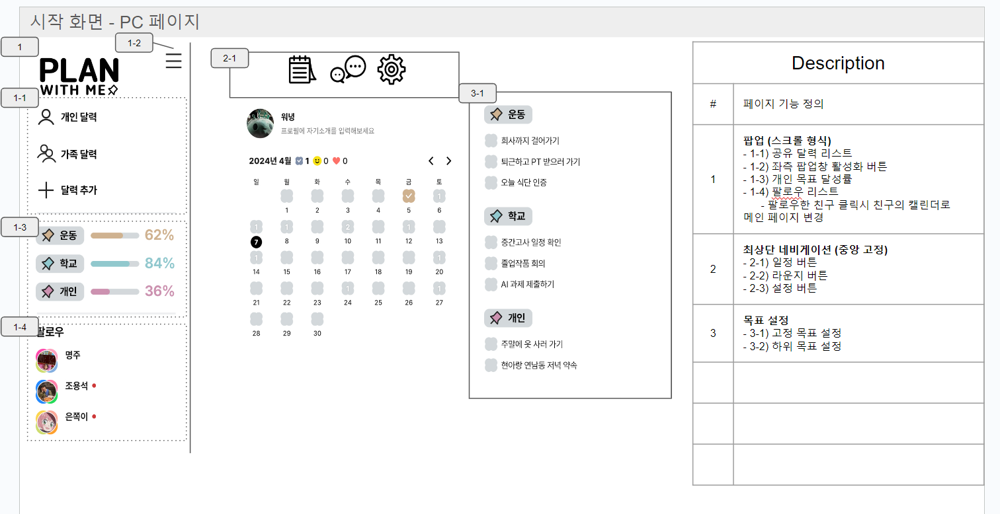 시작 화면 - PC 페이지
1
1-2
PLAN
WITH ME
1-1
개인 달력
가족 달력
달력 추가
1-3
운동 62%
학교 84%
개인 36%
1-4
팔로우
명주
조용석
은쪽이
2-1
워녕
프로필에 자기소개를 입력해보세요
2024년 4월 1 0 0
일 월 화 수 목 금 토
1
1 2 3 4 5 6
1 1 2 1
7 8 9 10 11 12 13
1 1
14 15 16 17 18 19 20
1 1
21 22 23 24 25 26 27
28 29 30
3-1
운동
회사까지 걸어가기
퇴근하고 PT 받으러 가기
오늘 식단 인증
학교
중간고사 일정 확인
졸업작품 회의
AI 과제 제출하기
개인
주말에 옷 사러 가기
현아랑 연남동 저녁 약속
Description
# 페이지 기능 정의
1
팝업 (스크롤 형식)
- 1-1) 공유 달력 리스트
- 1-2) 좌측 팝업창 활성화 버튼
- 1-3) 개인 목표 달성률
- 1-4) 팔로우 리스트
- 팔로우한 친구 클릭시 친구의 캘린더로
메인 페이지 변경
2
최상단 네비게이션 (중앙 고정)
- 2-1) 일정 버튼
- 2-2) 라운지 버튼
- 2-3) 설정 버튼
3
목표 설정
- 3-1) 고정 목표 설정
- 3-2) 하위 목표 설정